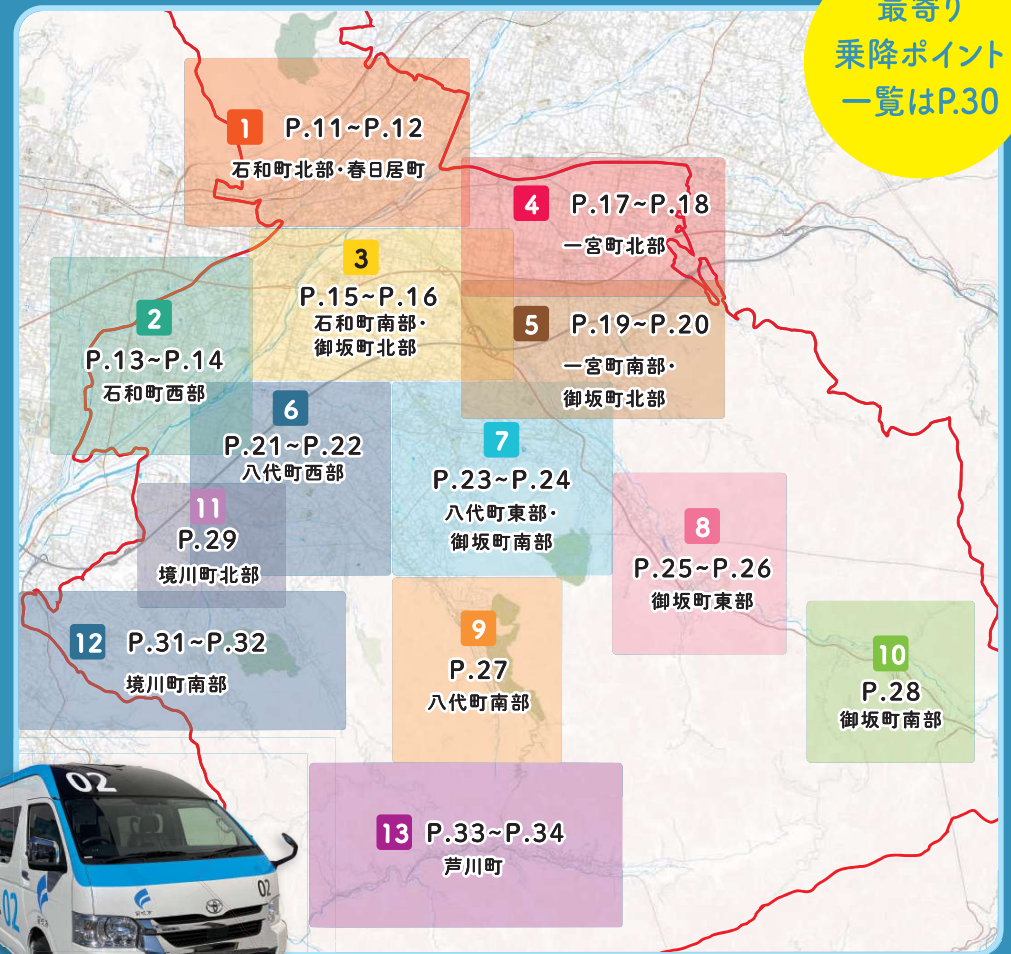 最寄り
乗降ポイント
一覧はP.30
1 P.11~P.12
石和町北部・春日居町
4 P.17~P.18
一宮町北部
3
P.15~P.16
石和町南部・
御坂町北部
2
P.13~P.14
石和町西部
5 P.19~P.20
一宮町南部・
御坂町北部
6
P.21~P.22
八代町西部
7
P.23~P.24
八代町東部・
御坂町南部
11
P.29
境川町北部
8
P.25~P.26
御坂町東部
12 P.31~P.32
境川町南部
9
P.27
八代町南部
10
P.28
御坂町南部
13 P.33~P.34
芦川町
02
02
02